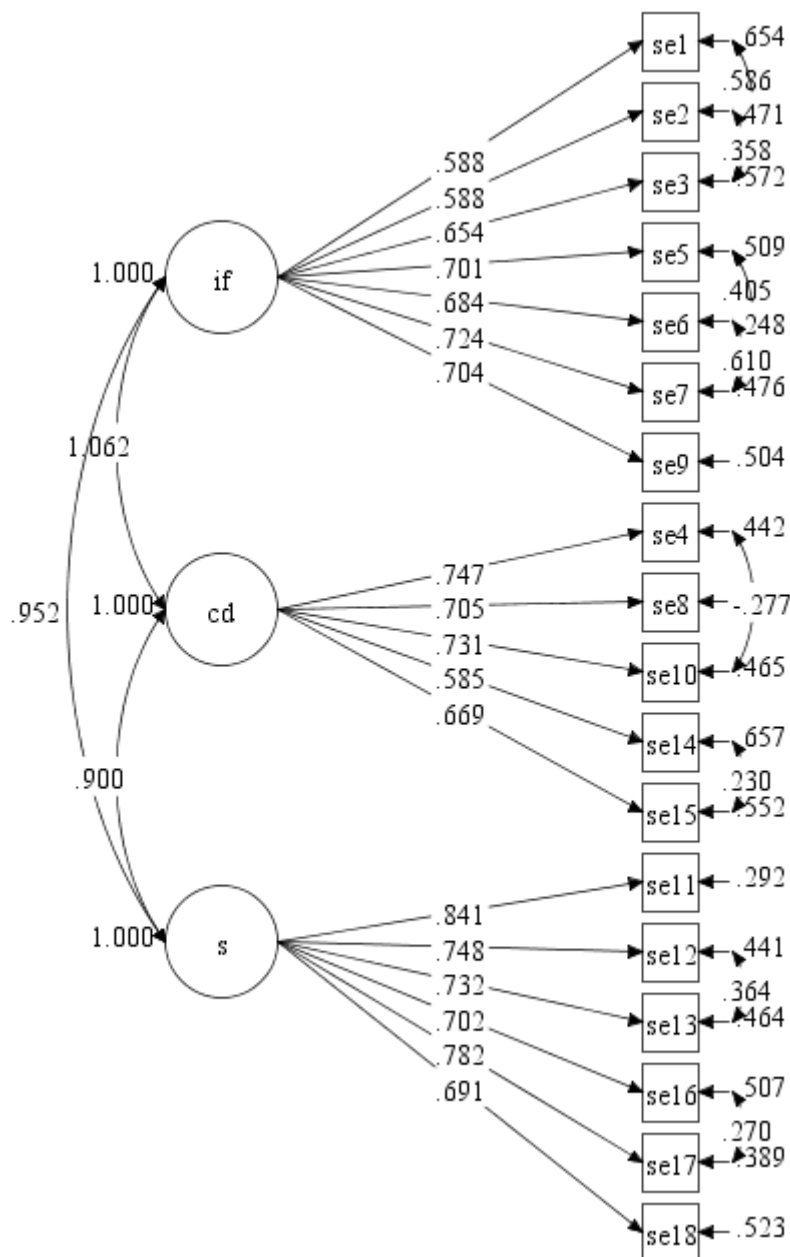 se1 .654
.586
se2 .471
.358
se3 .572
.588
.588
.654
.701
.684
.724
.704
se5 .509
.405
se6 .248
.610
se7 .476
se9 .504
1.000 if
1.062
.952
se4 .442
se8 -.277
se10 .465
se14 .657
.230
se15 .552
.747
.705
.731
.585
.669
1.000 cd
.900
se11 .292
se12 .441
.364
se13 .464
se16 .507
.270
se17 .389
se18 .523
.841
.748
.732
.702
.782
.691
1.000 s